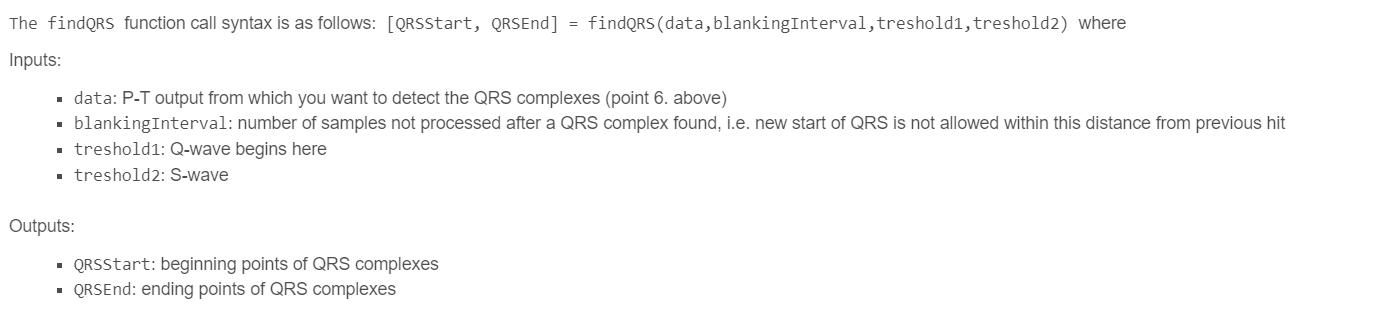 The findQRS function call syntax is as follows: [QRSStart, QRSEnd] = findQRS(data,blankingInterval,treshold1,treshold2) where
Inputs:
▪ data: P-T output from which you want to detect the QRS complexes (point 6. above)
▪ blankingInterval: number of samples not processed after a QRS complex found, i.e. new start of QRS is not allowed within this distance from previous hit
▪ treshold1: Q-wave begins here
▪ treshold2: S-wave
Outputs:
▪ QRSStart: beginning points of QRS complexes
▪ QRSEnd: ending points of QRS complexes